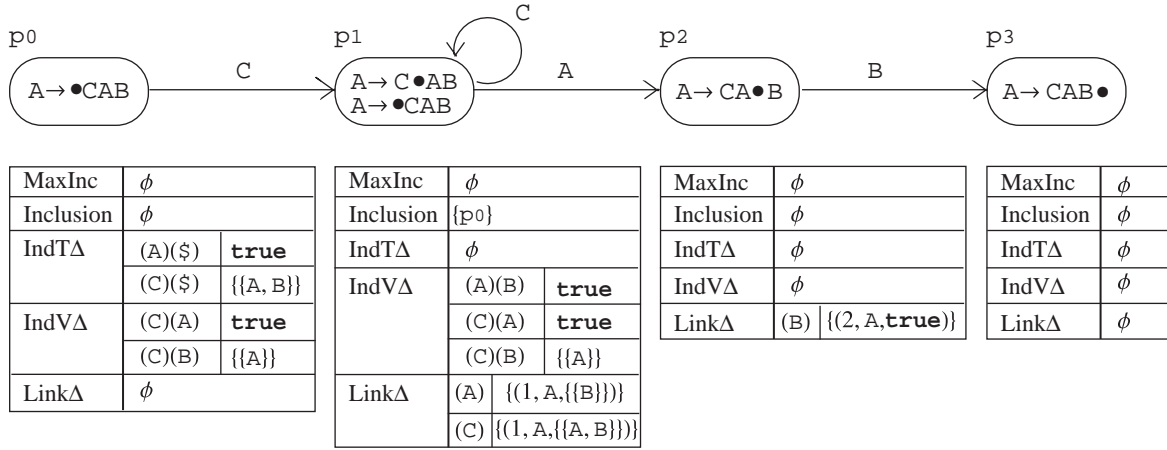 C
p0 p1 p2 p3
C A B
A→ ●CAB
A→ C●AB
A→ ●CAB
A→ CA●B
A→ CAB●
MaxInc ϕ
Inclusion ϕ
IndTΔ (A)($) true
(C)($) {{A, B}}
IndVΔ (C)(A) true
(C)(B) {{A}}
LinkΔ ϕ
MaxInc ϕ
Inclusion {p0}
IndTΔ ϕ
IndVΔ (A)(B) true
(C)(A) true
(C)(B) {{A}}
LinkΔ (A) {(1, A,{{B}})}
(C) {(1, A,{{A, B}})}
MaxInc ϕ
Inclusion ϕ
IndTΔ ϕ
IndVΔ ϕ
LinkΔ (B) {(2, A,true)}
MaxInc ϕ
Inclusion ϕ
IndTΔ ϕ
IndVΔ ϕ
LinkΔ ϕ